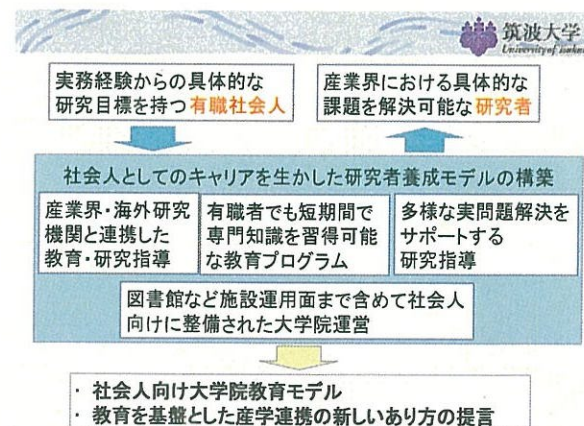 筑波大学
University of Tsukuba
実務経験からの具体的な
研究目標を持つ有職社会人
産業界における具体的な
課題を解決可能な研究者
社会人としてのキャリアを生かした研究者養成モデルの構築
産業界・海外研究
機関と連携した
教育・研究指導
有職者でも短期間で
専門知識を習得可能
な教育プログラム
多様な実問題解決を
サポートする
研究指導
図書館など施設運用面まで含めて社会人
向けに整備された大学院運営
・ 社会人向け大学院教育モデル
・ 教育を基盤とした産学連携の新しいあり方の提言